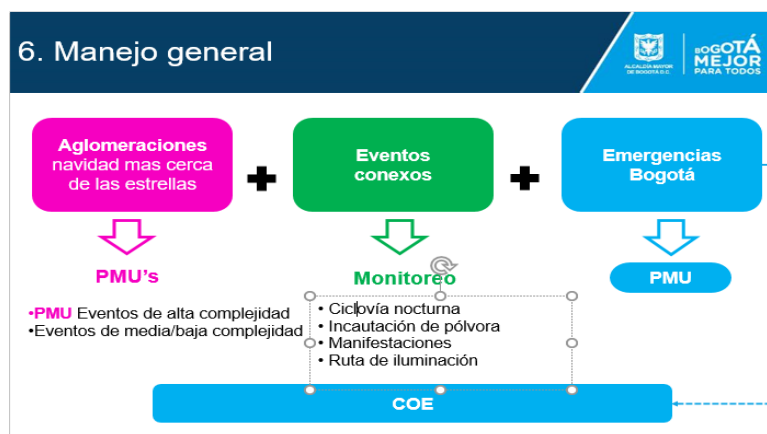 6. Manejo general
ALCALDÍA MAYOR
DE BOGOTÁ D.C.
BOGOTÁ
MEJOR
PARA TODOS
Aglomeraciones
navidad mas cerca
de las estrellas
Eventos
conexos
Emergencias
Bogotá
PMU's
Monitoreo
PMU
•PMU Eventos de alta complejidad
•Eventos de media/baja complejidad
• Ciclovía nocturna
• Incautación de pólvora
• Manifestaciones
• Ruta de iluminación
COE